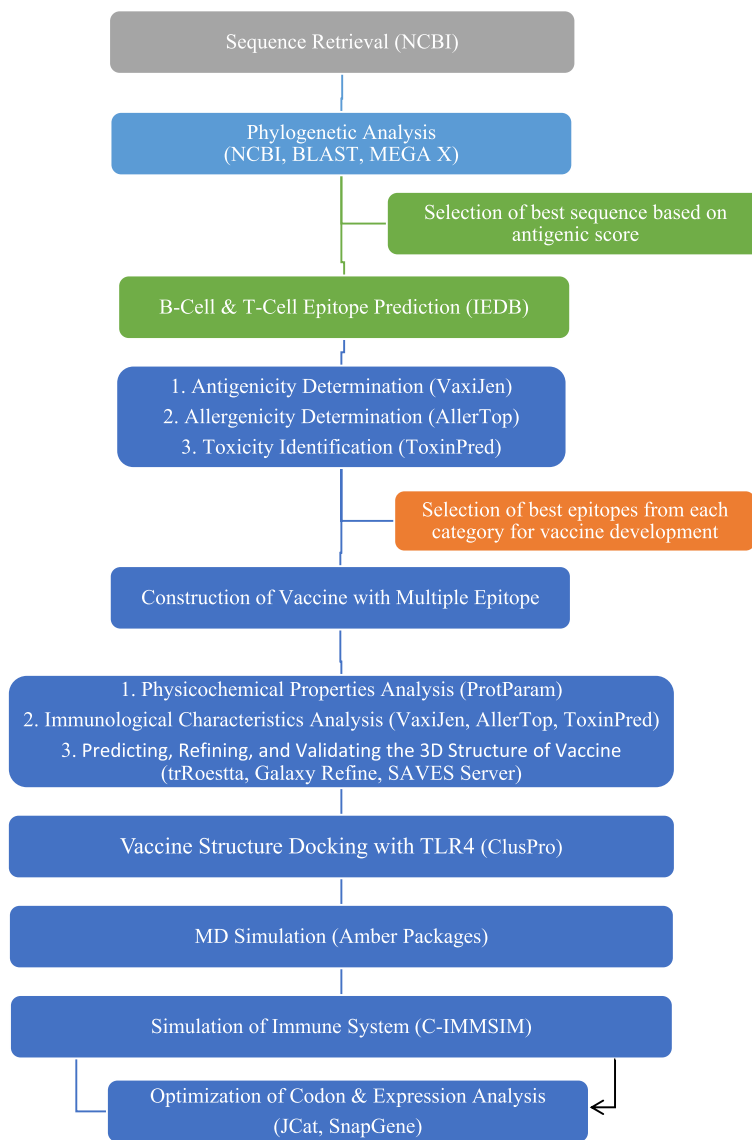 Sequence Retrieval (NCBI)
Phylogenetic Analysis
(NCBI, BLAST, MEGA X)
Selection of best sequence based on
antigenic score
B-Cell & T-Cell Epitope Prediction (IEDB)
1. Antigenicity Determination (VaxiJen)
2. Allergenicity Determination (AllerTop)
3. Toxicity Identification (ToxinPred)
Selection of best epitopes from each
category for vaccine development
Construction of Vaccine with Multiple Epitope
1. Physicochemical Properties Analysis (ProtParam)
2. Immunological Characteristics Analysis (VaxiJen, AllerTop, ToxinPred)
3. Predicting, Refining, and Validating the 3D Structure of Vaccine
(trRoestta, Galaxy Refine, SAVES Server)
Vaccine Structure Docking with TLR4 (ClusPro)
MD Simulation (Amber Packages)
Simulation of Immune System (C-IMMSIM)
Optimization of Codon & Expression Analysis
(JCat, SnapGene)